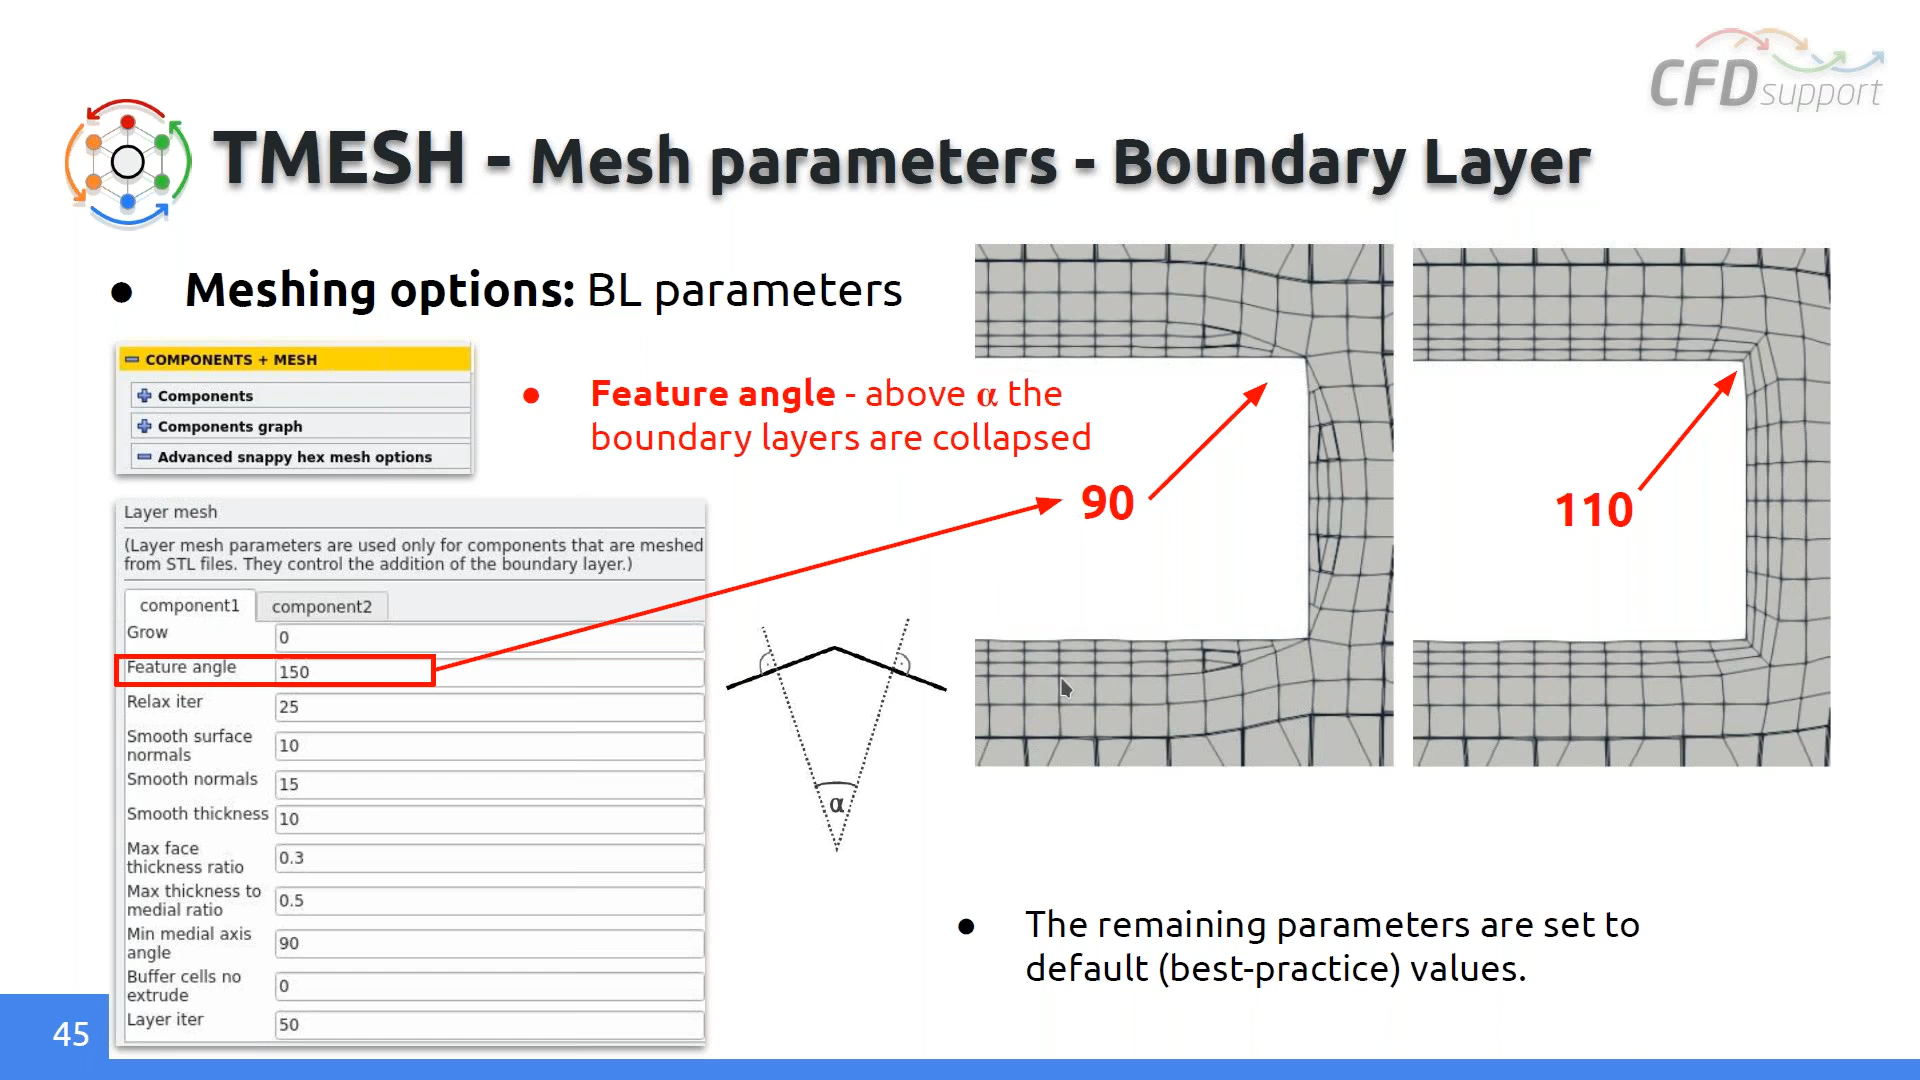 CFD support
TMESH - Mesh parameters - Boundary Layer
● Meshing options: BL parameters
COMPONENTS + MESH
Components
Components graph
Advanced snappy hex mesh options
● Feature angle - above α the
boundary layers are collapsed
90
110
Layer mesh
(Layer mesh parameters are used only for components that are meshed
from STL files. They control the addition of the boundary layer.)
component1 component2
Grow 0
Feature angle 150
Relax iter 25
Smooth surface
normals 10
Smooth normals 15
Smooth thickness 10
Max face
thickness ratio 0.3
Max thickness to
medial ratio 0.5
Min medial axis
angle 90
Buffer cells no
extrude 0
Layer iter 50
α
● The remaining parameters are set to
default (best-practice) values.
45